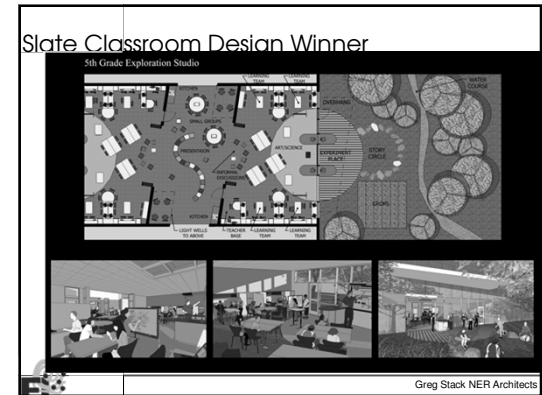 Slate Classroom Design Winner
5th Grade Exploration Studio
LEARNING TEAM
LEARNING TEAM
KITCHEN
WATER COURSE
OVERHANG
SMALL GROUPS
PRESENTATION
ART/SCIENCE
EXPERIMENT PLACE
STORY CIRCLE
INFORMAL DISCUSSIONS
CROPS
KITCHEN
LIGHT WELLS TO ABOVE
TEACHER BASE
LEARNING TEAM
LEARNING TEAM
Greg Stack NER Architects